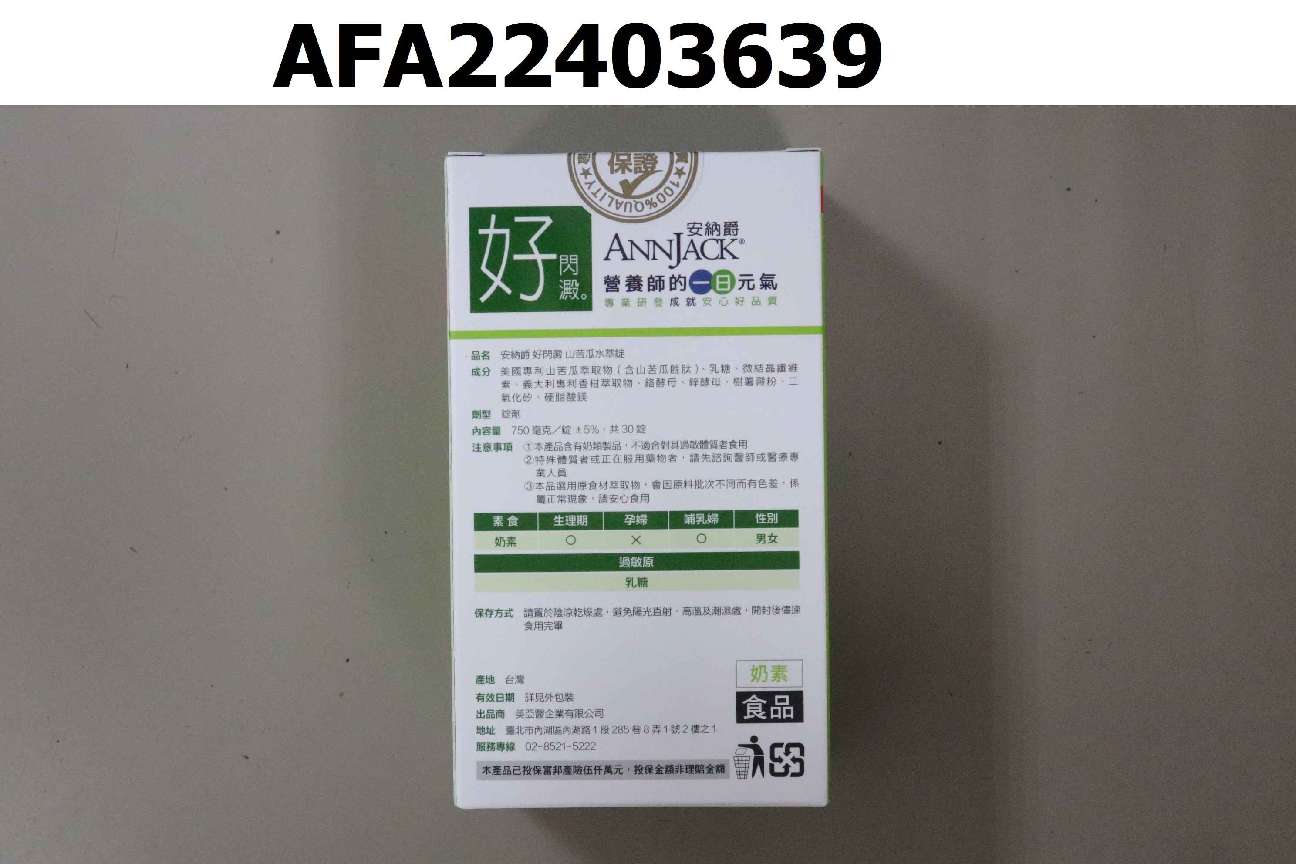 AFA22403639
保證
100%QUALITY
好
閃
澱。
安納爵
ANNJACK®
營養師的一日元氣
專業研發成就安心好品質
品名 安納爵 好閃澱 山苦瓜水萃錠
成分 美國專利山苦瓜萃取物(含山苦瓜胜肽)、乳糖、微結晶纖維
素、義大利專利香柑萃取物、鉻酵母、鋅酵母、樹薯澱粉、二
氧化矽、硬脂酸鎂
劑型 錠劑
內容量 750 毫克/錠 ±5%,共 30 錠
注意事項 ①本產品含有奶類製品,不適合對其過敏體質者食用
②特殊體質者或正在服用藥物者,請先諮詢醫師或醫療專
業人員
③本品選用原食材萃取物,會因原料批次不同而有色差,係
屬正常現象,請安心食用
素食 生理期 孕婦 哺乳婦 性別
奶素 ○ × ○ 男女
過敏原
乳糖
保存方式 請置於陰涼乾燥處,避免陽光直射、高溫及潮濕處,開封後儘速
食用完畢
奶素
食品
產地 台灣
有效日期 詳見外包裝
出品商 美亞醫企業有限公司
地址 臺北市內湖區內湖路1段285巷8弄1號2樓之1
服務專線 02-8521-5222
本產品已投保富邦產險伍仟萬元,投保金額非理賠金額